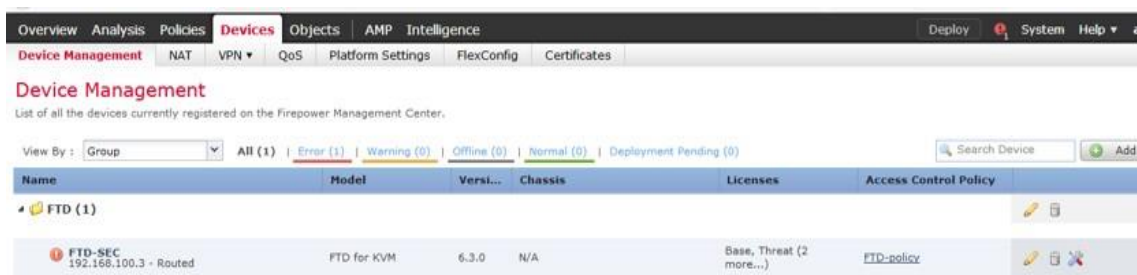 Overview Analysis Policies Devices Objects AMP Intelligence Deploy System Help
Device Management NAT VPN QoS Platform Settings FlexConfig Certificates
Device Management
List of all the devices currently registered on the Firepower Management Center.
View By : Group All (1) | Error (1) | Warning (0) | Offline (0) | Normal (0) | Deployment Pending (0) Search Device Add
Name Model Versi... Chassis Licenses Access Control Policy
FTD (1)
FTD-SEC FTD for KVM 6.3.0 N/A Base, Threat (2 FTD-policy
192.168.100.3 - Routed more...)